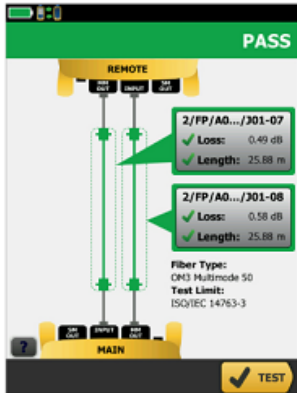 PASS
REMOTE
MM OUT INPUT SM OUT
2/FP/A0.../J01-07
Loss: 0.49 dB
Length: 25.88 m
2/FP/A0.../J01-08
Loss: 0.58 dB
Length: 25.88 m
Fiber Type:
OM3 Multimode 50
Test Limit:
ISO/IEC 14763-3
SM OUT INPUT MM OUT
?
MAIN
TEST